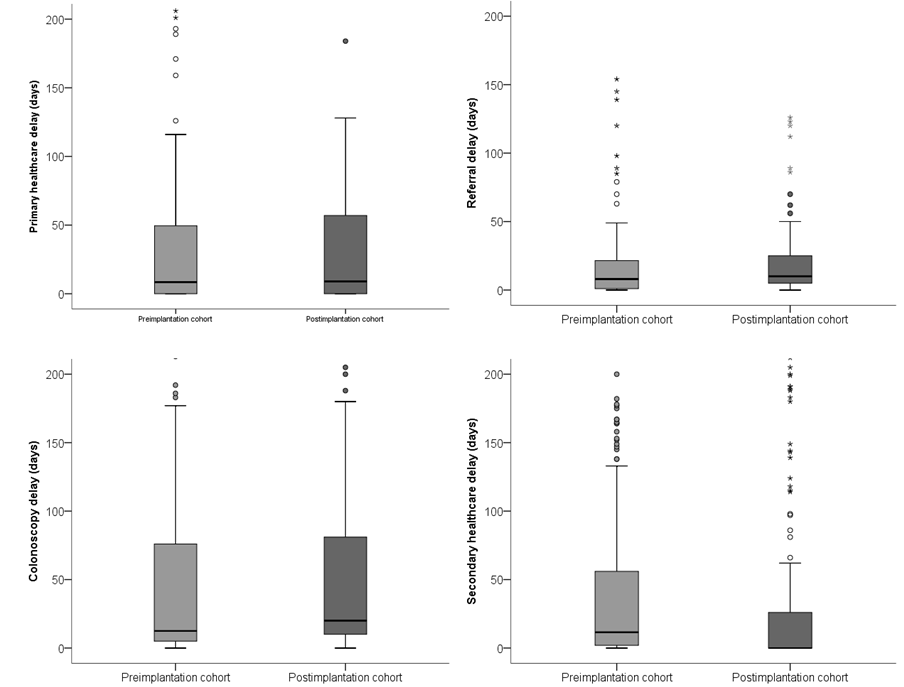 Primary healthcare delay (days)
200
150
100
50
0
Preimplantation cohort
Postimplantation cohort
Referral delay (days)
200
150
100
50
0
Preimplantation cohort
Postimplantation cohort
Colonoscopy delay (days)
200
150
100
50
0
Preimplantation cohort
Postimplantation cohort
Secondary healthcare delay (days)
200
150
100
50
0
Preimplantation cohort
Postimplantation cohort